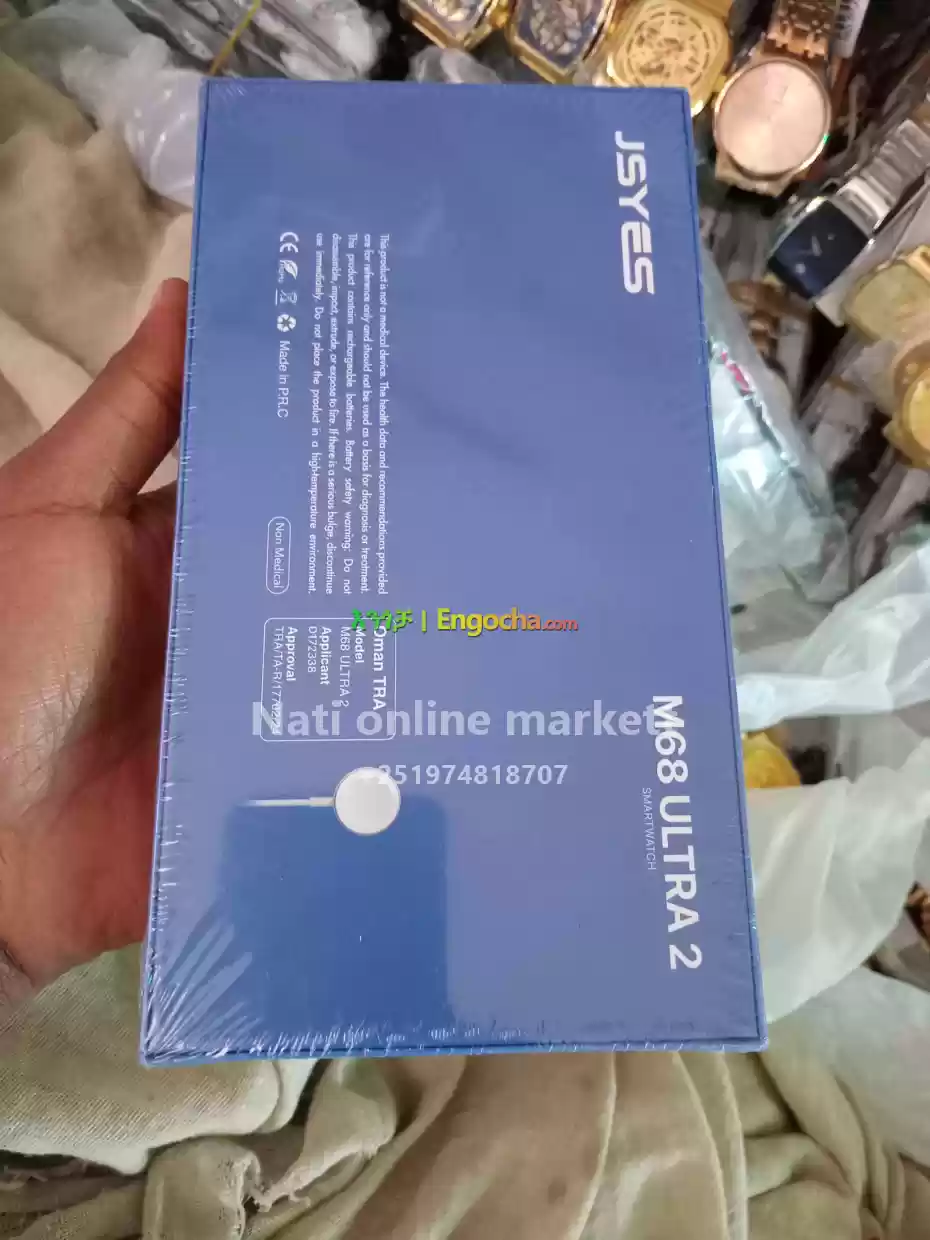 JSYES
M68 ULTRA 2
SMARTWATCH
This product is not a medical device. The health data and recommendations provided
are for reference only and should not be used as a basis for diagnosis or treatment.
This product contains rechargeable batteries. Battery safety warning: Do not
disassemble, impact, extrude, or expose to fire. If there is a serious bulge, discontinue
use immediately. Do not place the product in a high-temperature environment.
CE RoHS Made in P.R.C
Non Medical
Oman TRA
Model
M68 ULTRA 2
Applicant
D172338
Approval
እንጎቻ | Engocha.com
Nati online market
+251974818707